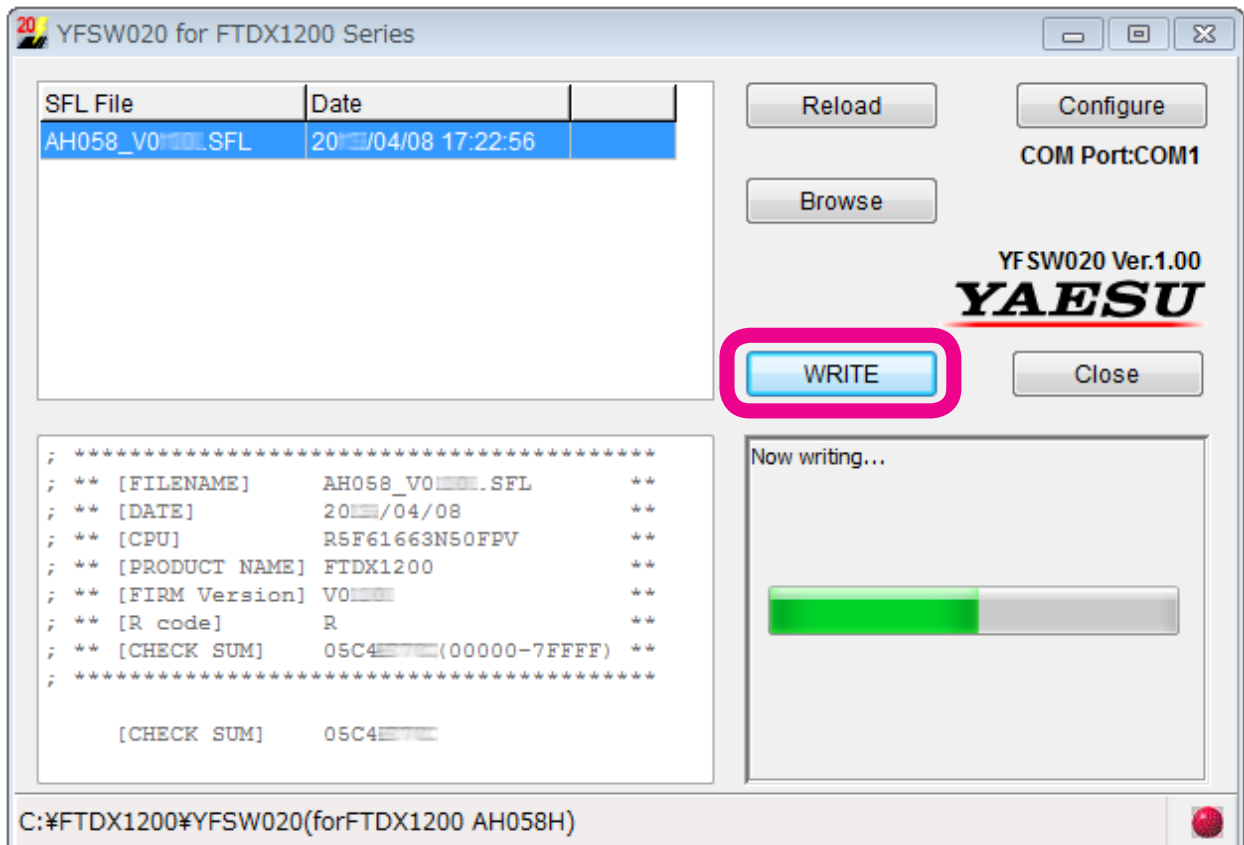 20 YFSW020 for FTDX1200 Series
SFL File Date
AH058_V0 .SFL 20 /04/08 17:22:56
Reload
Configure
COM Port:COM1
Browse
YFSW020 Ver.1.00
YAESU
WRITE
Close
; ******************************************
; ** [FILENAME] AH058_V0 .SFL **
; ** [DATE] 20 /04/08 **
; ** [CPU] R5F61663N50FPV **
; ** [PRODUCT NAME] FTDX1200 **
; ** [FIRM Version] V0 **
; ** [R code] R **
; ** [CHECK SUM] 05C4 (00000-7FFFF) **
; ******************************************
[CHECK SUM] 05C4
Now writing...
C:¥FTDX1200¥YFSW020(forFTDX1200 AH058H)